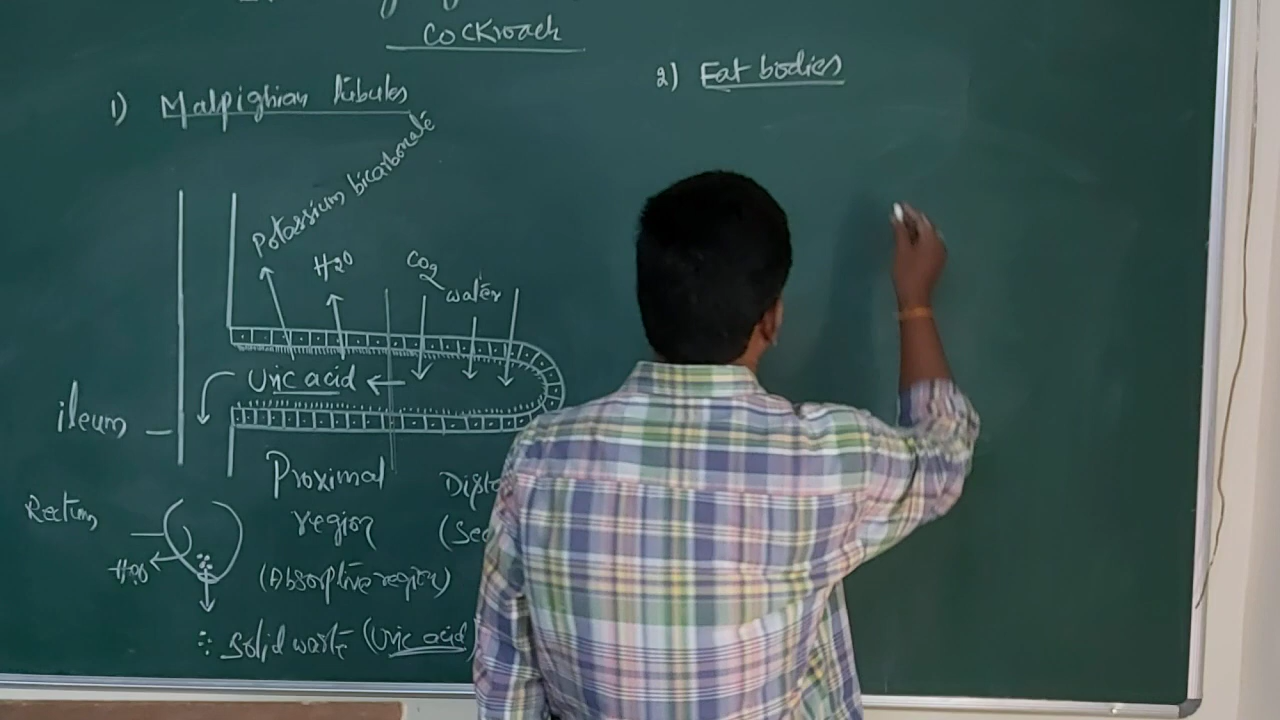 Cockroach
1) Malpighian tubules
2) Fat bodies
Potassium bicarbonate
H2O
CO2
water
Uric acid
ileum
Proximal
region
(Absorptive region)
Rectum
H2O
∴ solid waste (Uric acid)